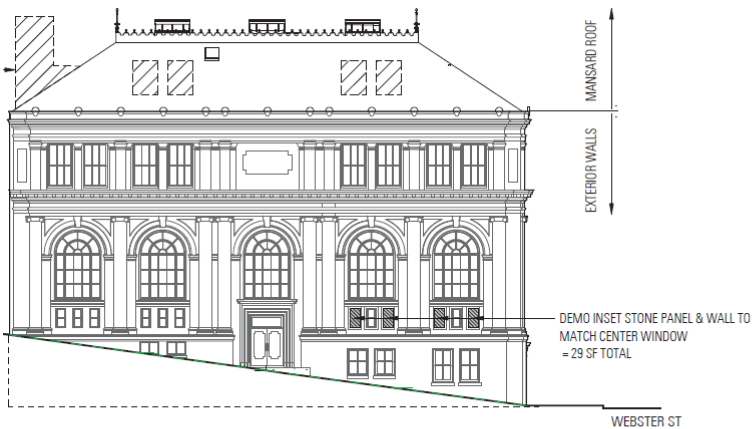 MANSARD ROOF
EXTERIOR WALLS
DEMO INSET STONE PANEL & WALL TO
MATCH CENTER WINDOW
= 29 SF TOTAL
WEBSTER ST